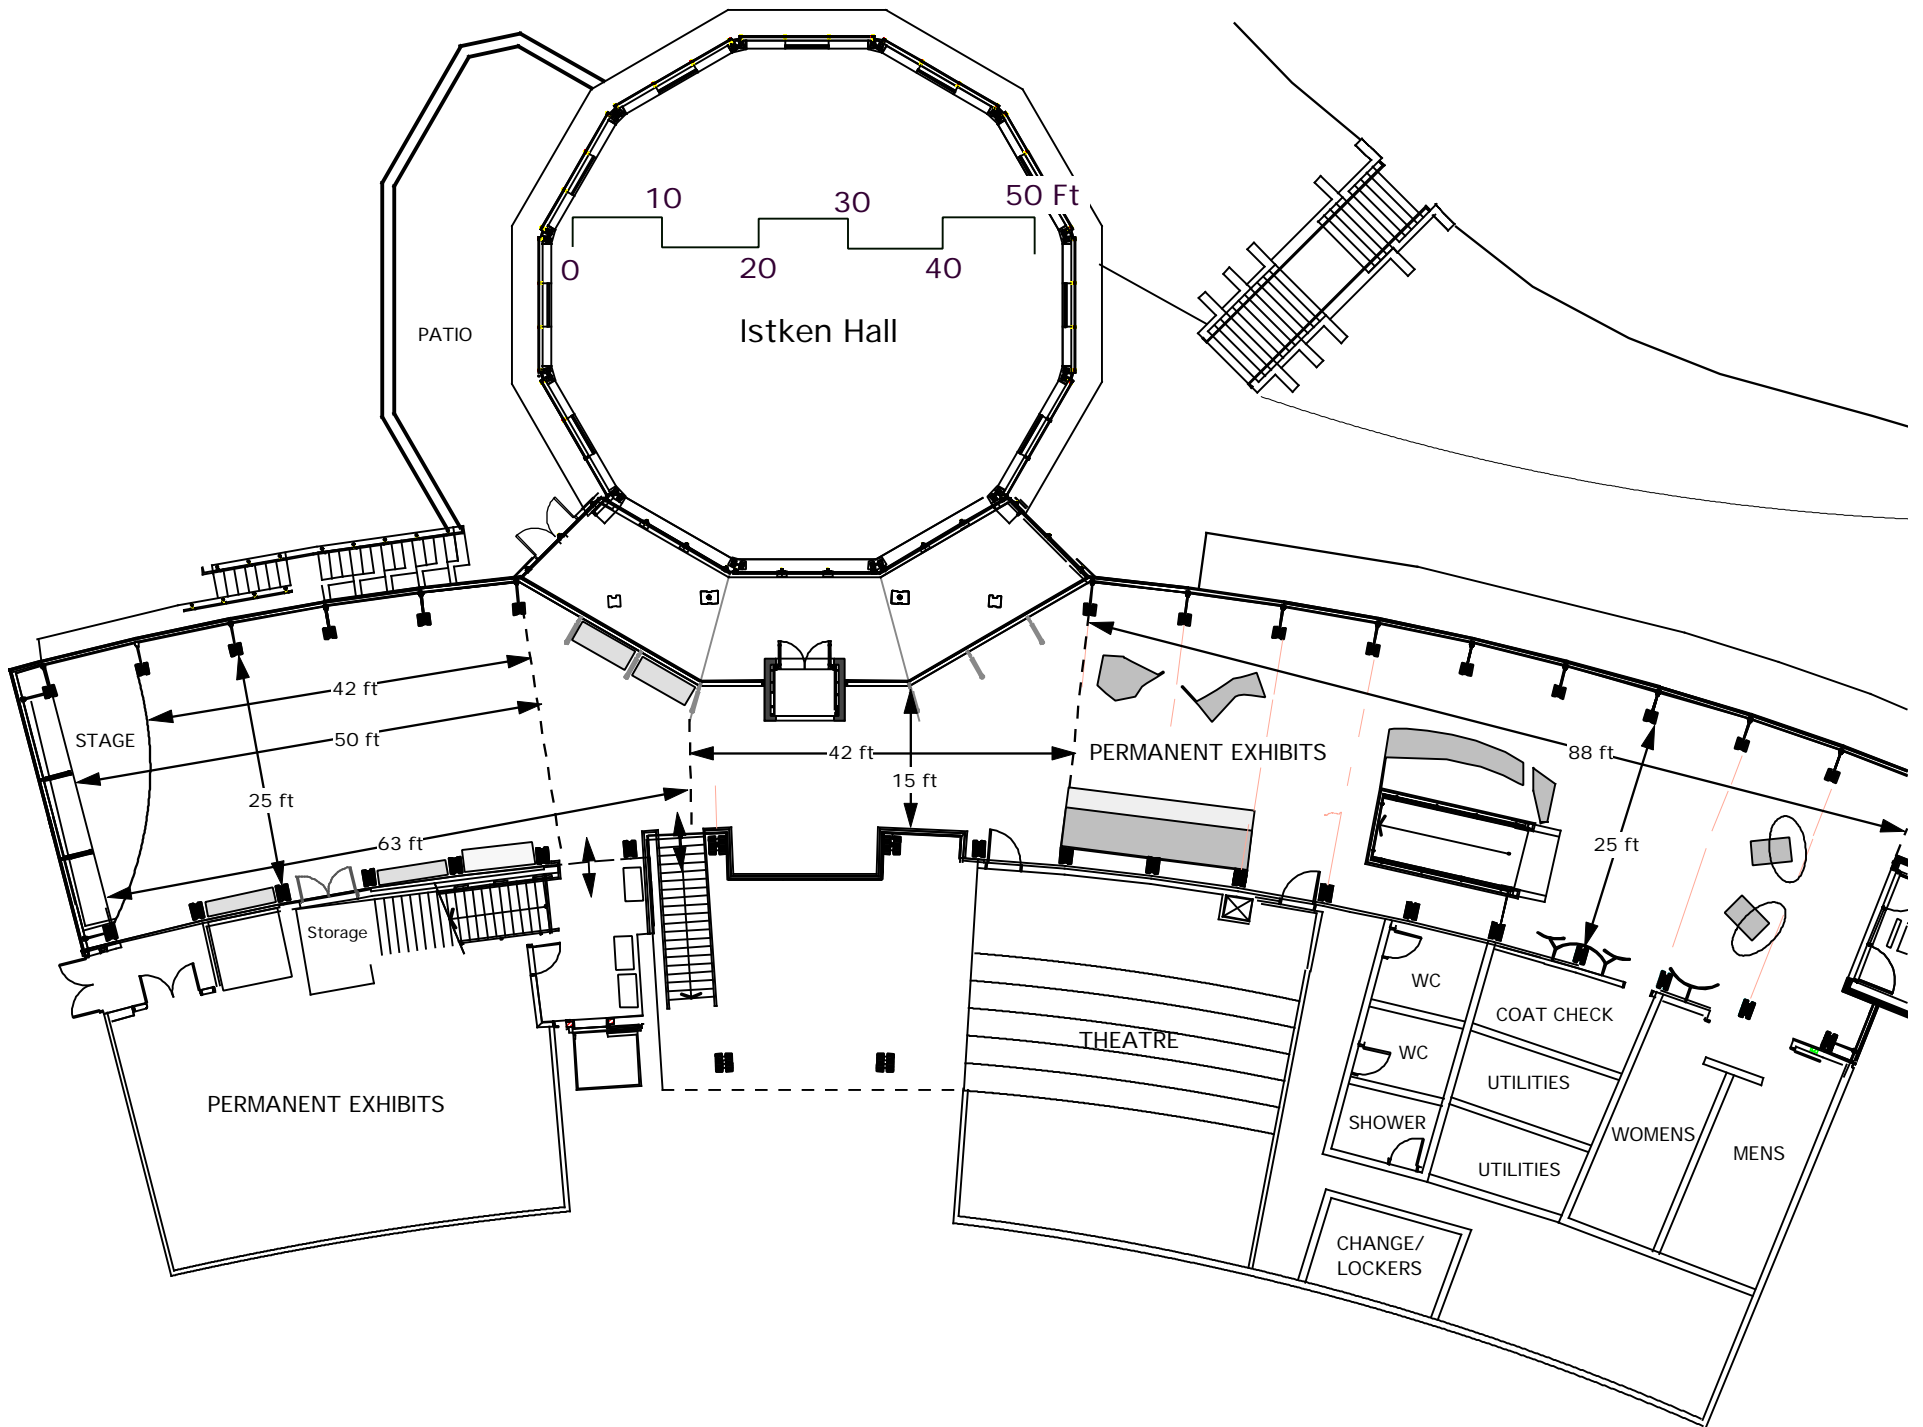 10
30
50 Ft
0
20
40
Istken Hall
PATIO
42 ft
STAGE
50 ft
42 ft
PERMANENT EXHIBITS
88 ft
15 ft
25 ft
63 ft
25 ft
Storage
WC
COAT CHECK
THEATRE
WC
UTILITIES
PERMANENT EXHIBITS
SHOWER
WOMENS
MENS
UTILITIES
CHANGE/
LOCKERS